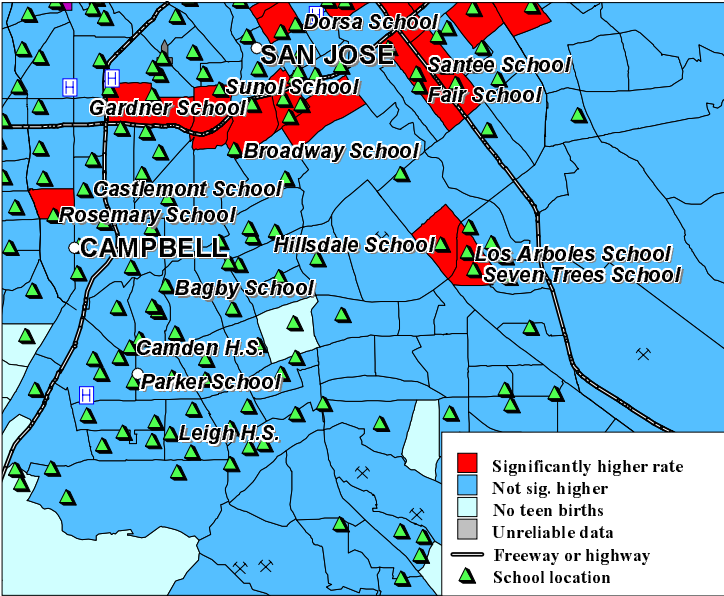 H
Dorsa School
SAN JOSE
Santee School
H
H
Sunol School
Fair School
Gardner School
Broadway School
Castlemont School
Rosemary School
CAMPBELL
Hillsdale School
Los Arboles School
Seven Trees School
Bagby School
Camden H.S.
Parker School
H
Leigh H.S.
Significantly higher rate
Not sig. higher
No teen births
Unreliable data
Freeway or highway
School location